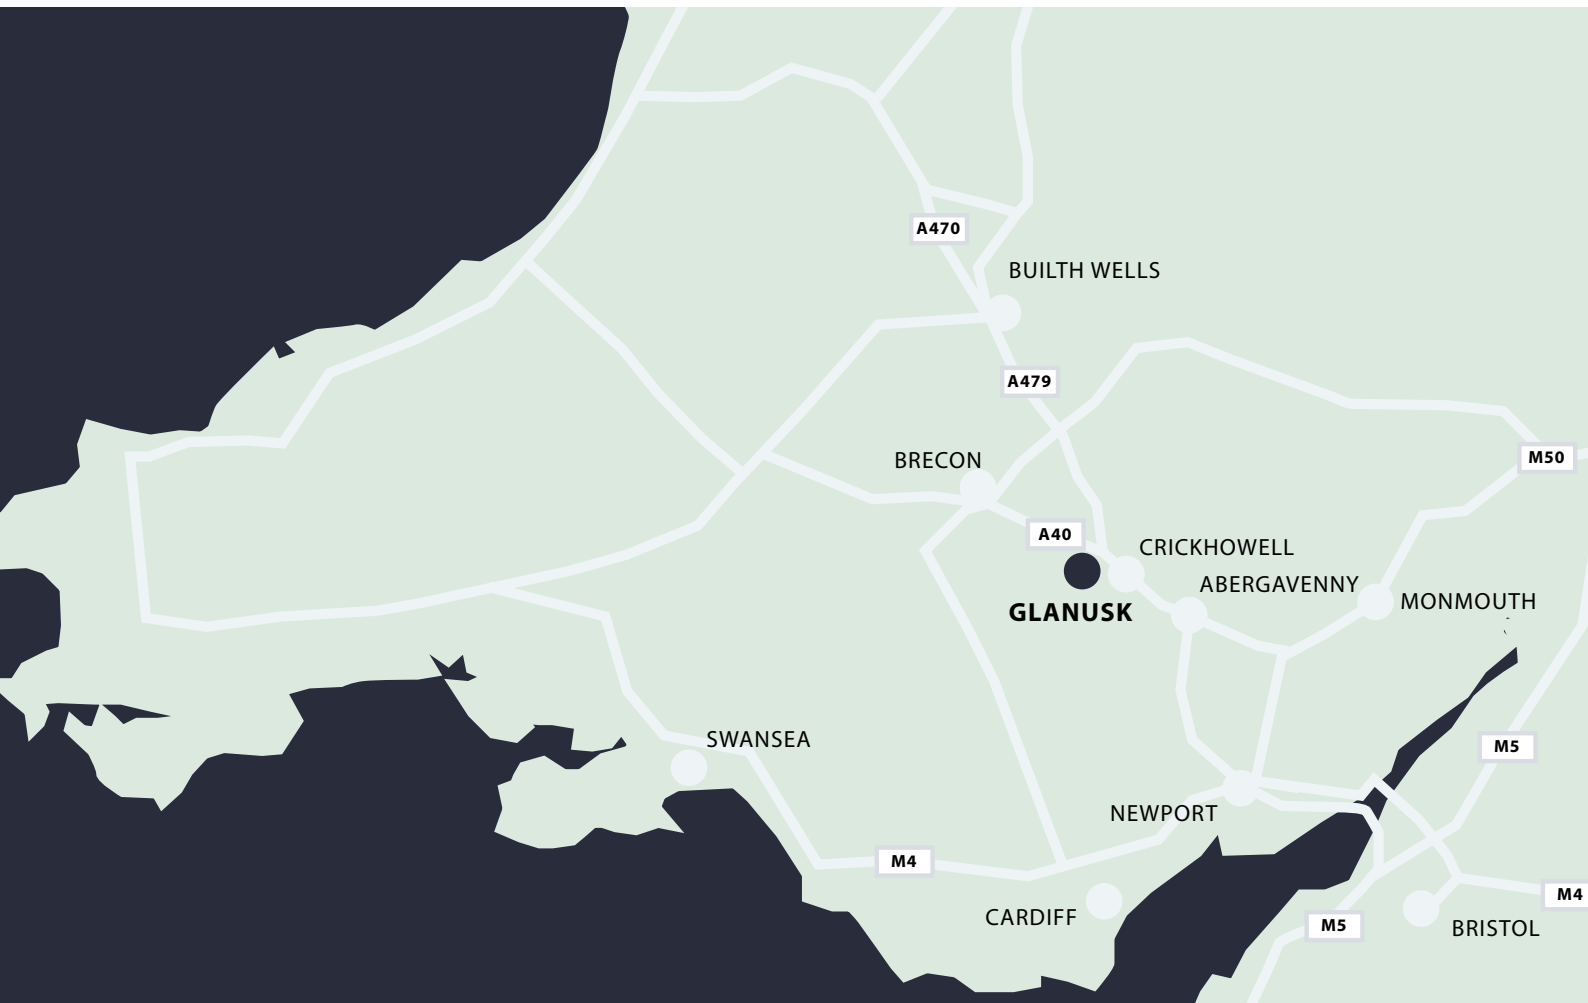 A470
BUILTH WELLS
A479
BRECON
M50
A40
CRICKHOWELL
ABERGAVENNY
GLANUSK
MONMOUTH
SWANSEA
M5
NEWPORT
M4
M4
CARDIFF
M5
BRISTOL